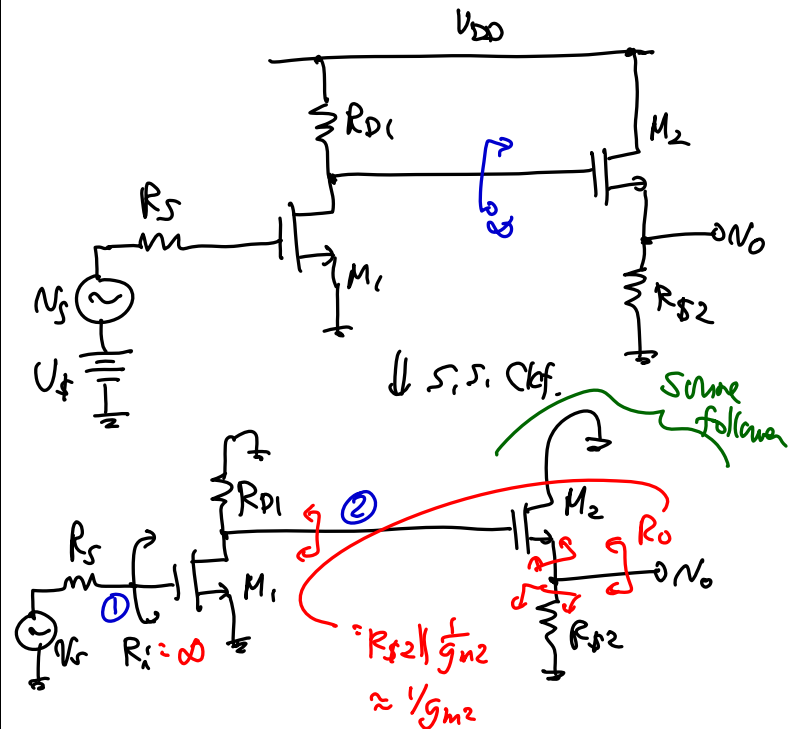 VDD
RD1
M2
∞
RS
M1
vo
RS2
vs
VS
⇓ S.S. Ckt.
Source
follower
RD1
②
M2
Ro
RS
①
M1
vo
Ri = ∞
vs
RS2
= RS2 || 1/gm2
≈ 1/gm2